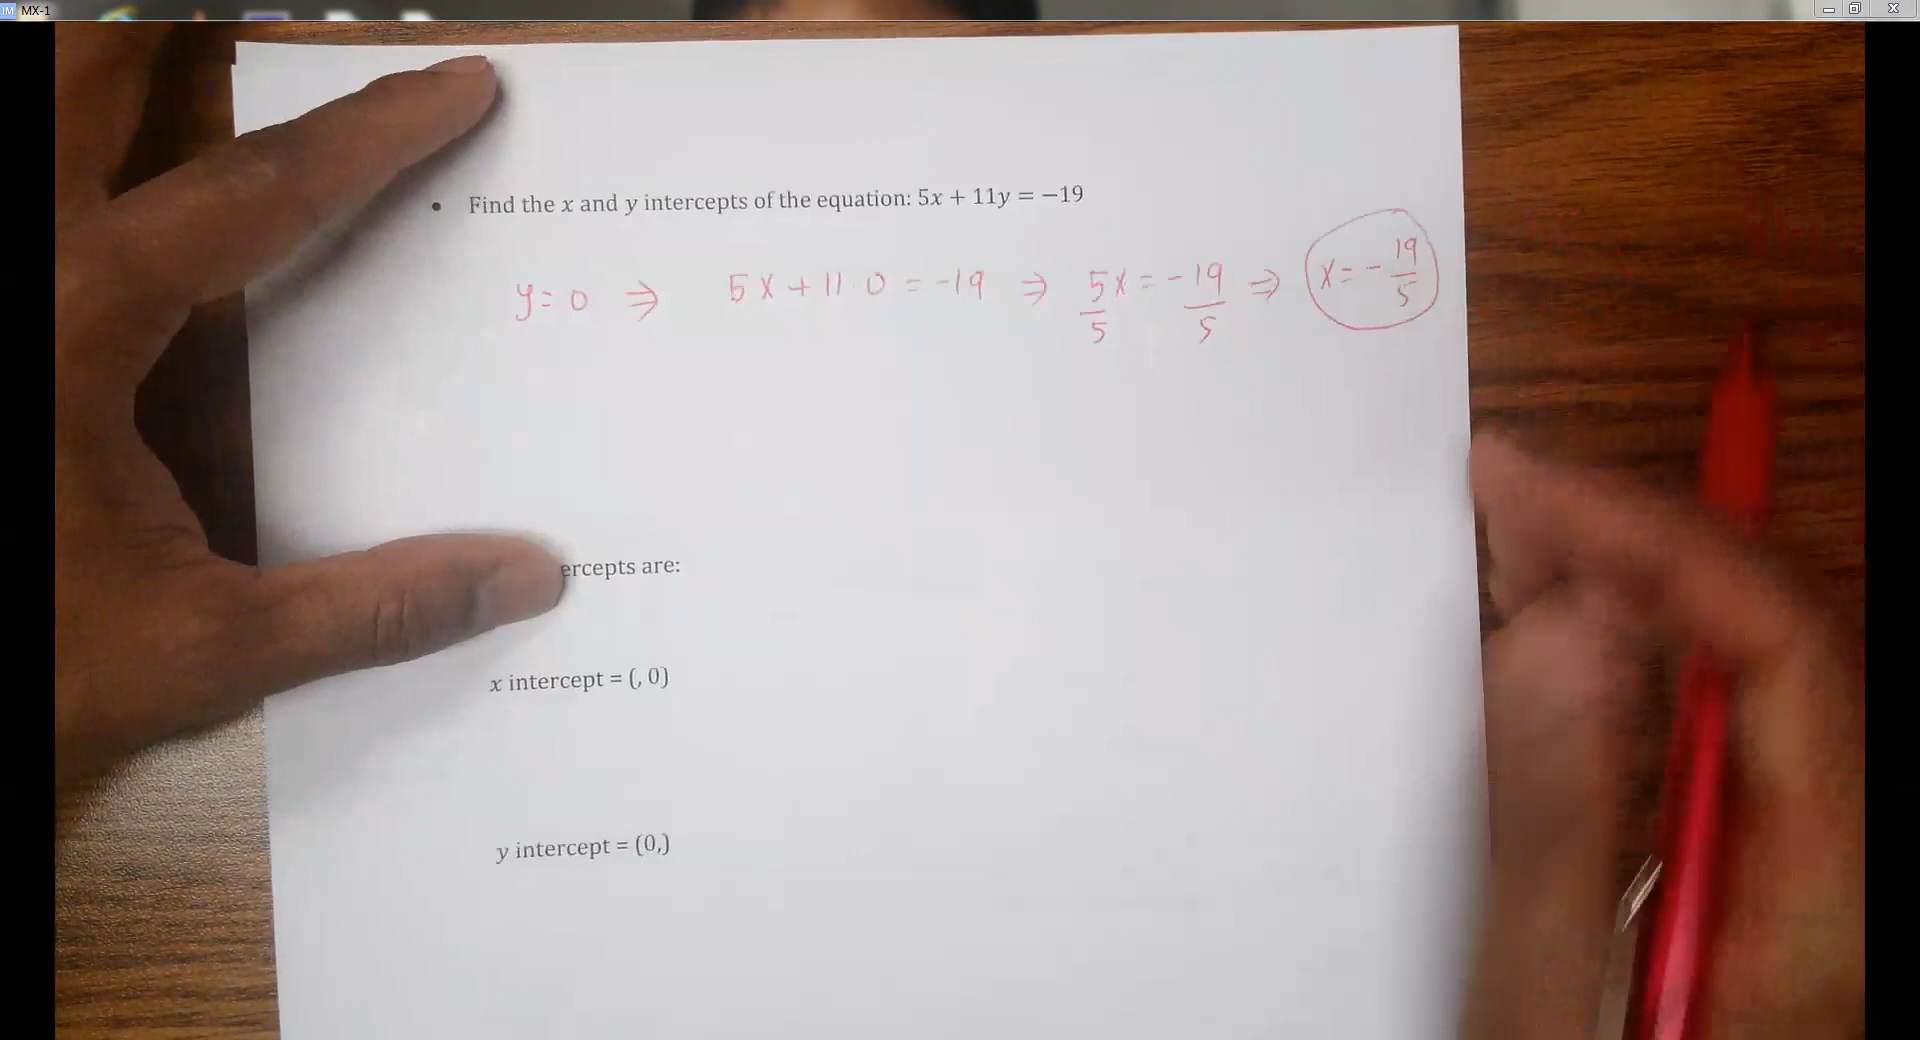 MX-1
• Find the x and y intercepts of the equation: 5x + 11y = −19
y = 0 ⇒ 5x + 11 · 0 = -19 ⇒ 5x/5 = -19/5 ⇒ x = -19/5
ercepts are:
x intercept = (, 0)
y intercept = (0,)